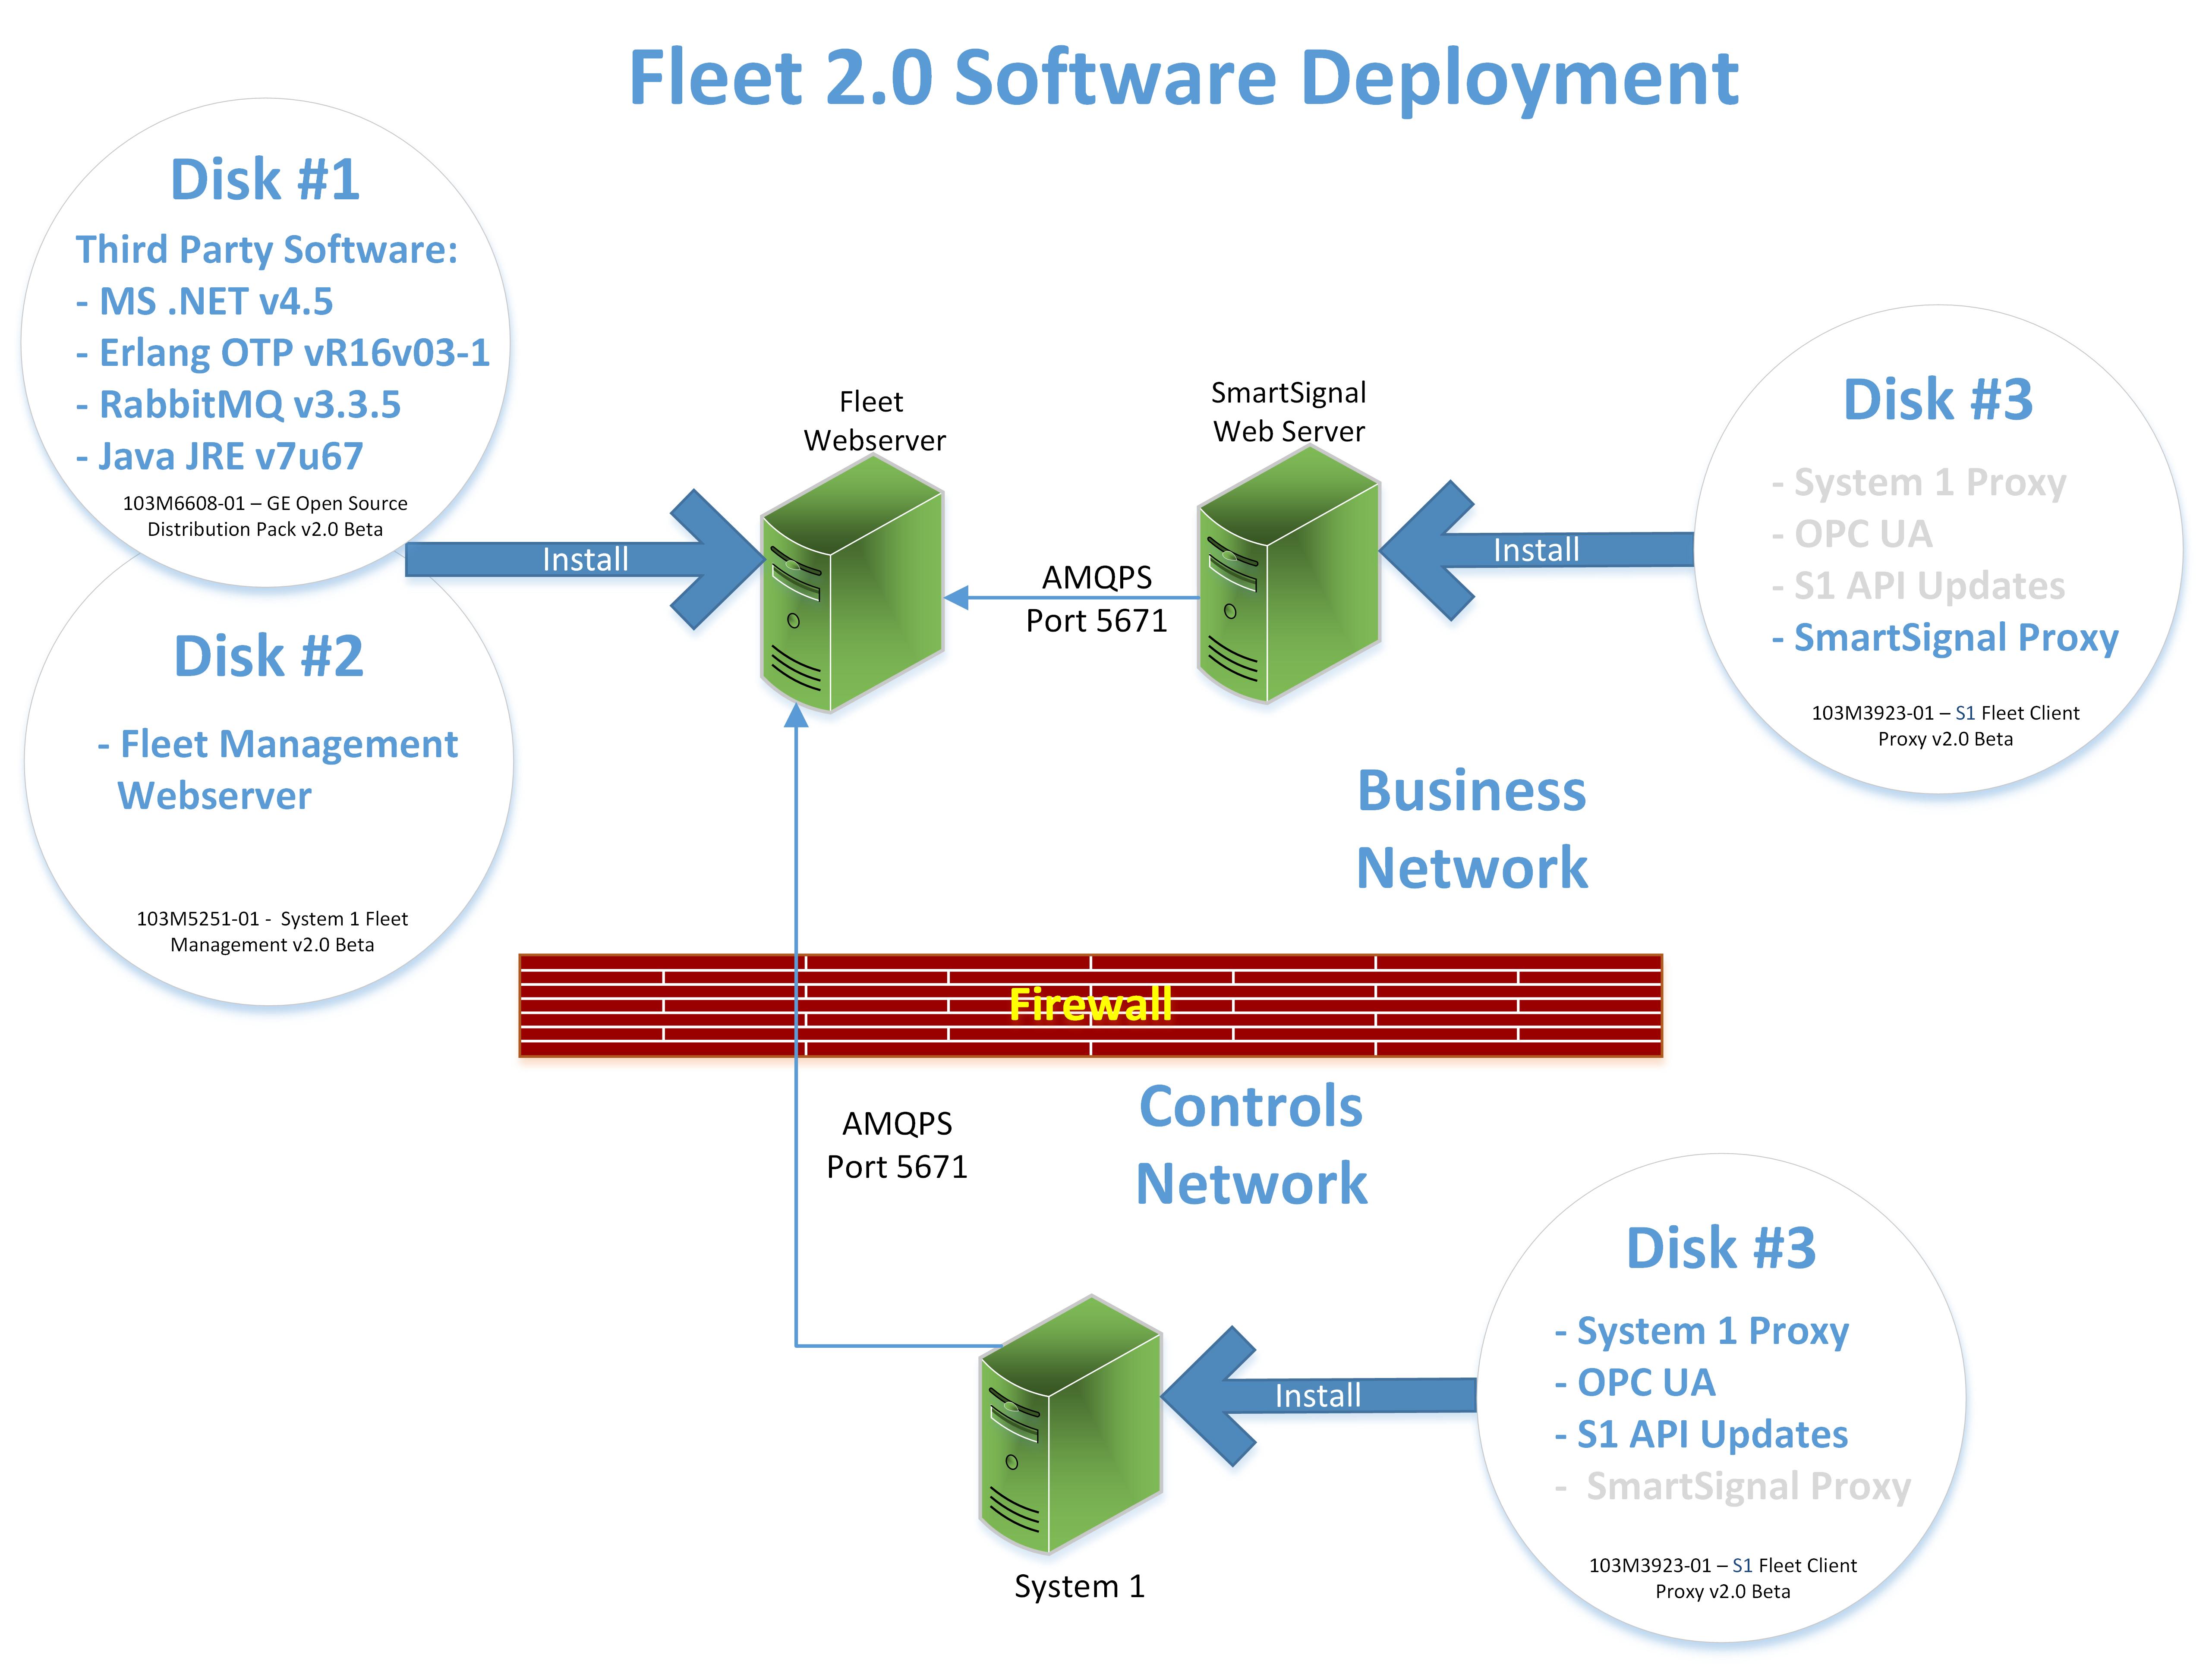 Fleet 2.0 Software Deployment
Disk #1
Third Party Software:
- MS .NET v4.5
- Erlang OTP vR16v03-1
- RabbitMQ v3.3.5
- Java JRE v7u67
103M6608-01 – GE Open Source
Distribution Pack v2.0 Beta
Install
Disk #2
- Fleet Management
Webserver
103M5251-01 -  System 1 Fleet
Management v2.0 Beta
Fleet
Webserver
AMQPS
Port 5671
SmartSignal
Web Server
Install
Disk #3
- System 1 Proxy
- OPC UA
- S1 API Updates
- SmartSignal Proxy
103M3923-01 – S1 Fleet Client
Proxy v2.0 Beta
Business
Network
Firewall
Controls
Network
AMQPS
Port 5671
System 1
Install
Disk #3
- System 1 Proxy
- OPC UA
- S1 API Updates
-  SmartSignal Proxy
103M3923-01 – S1 Fleet Client
Proxy v2.0 Beta